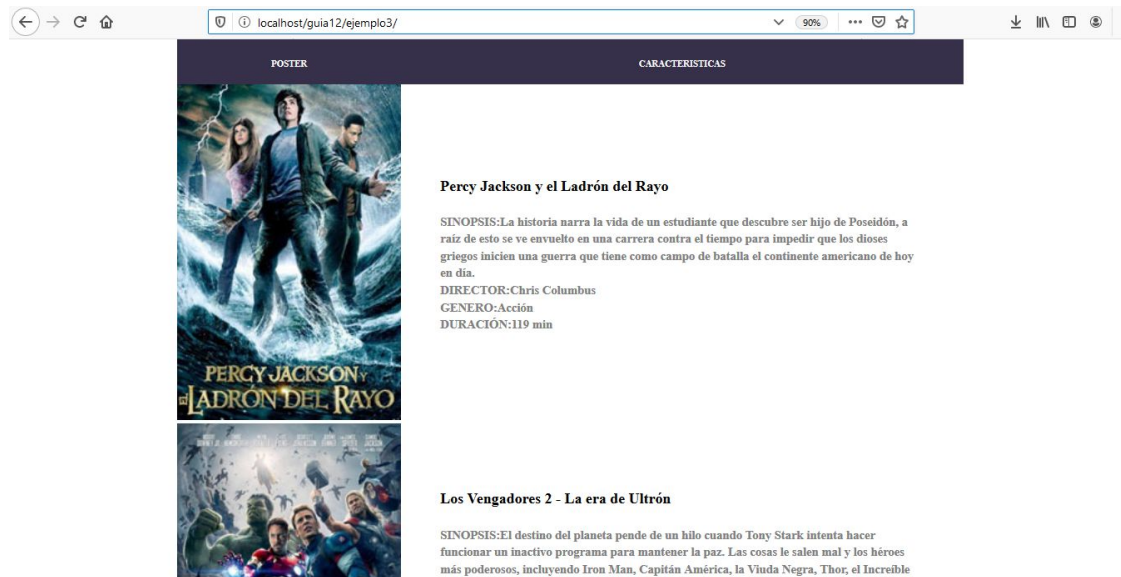 localhost/guia12/ejemplo3/
90%
POSTER
CARACTERISTICAS
PERCY JACKSON Y
EL LADRÓN DEL RAYO
Percy Jackson y el Ladrón del Rayo
SINOPSIS:La historia narra la vida de un estudiante que descubre ser hijo de Poseidón, a
raíz de esto se ve envuelto en una carrera contra el tiempo para impedir que los dioses
griegos inicien una guerra que tiene como campo de batalla el continente americano de hoy
en día.
DIRECTOR:Chris Columbus
GENERO:Acción
DURACIÓN:119 min
Los Vengadores 2 - La era de Ultrón
SINOPSIS:El destino del planeta pende de un hilo cuando Tony Stark intenta hacer
funcionar un inactivo programa para mantener la paz. Las cosas le salen mal y los héroes
más poderosos, incluyendo Iron Man, Capitán América, la Viuda Negra, Thor, el Increíble